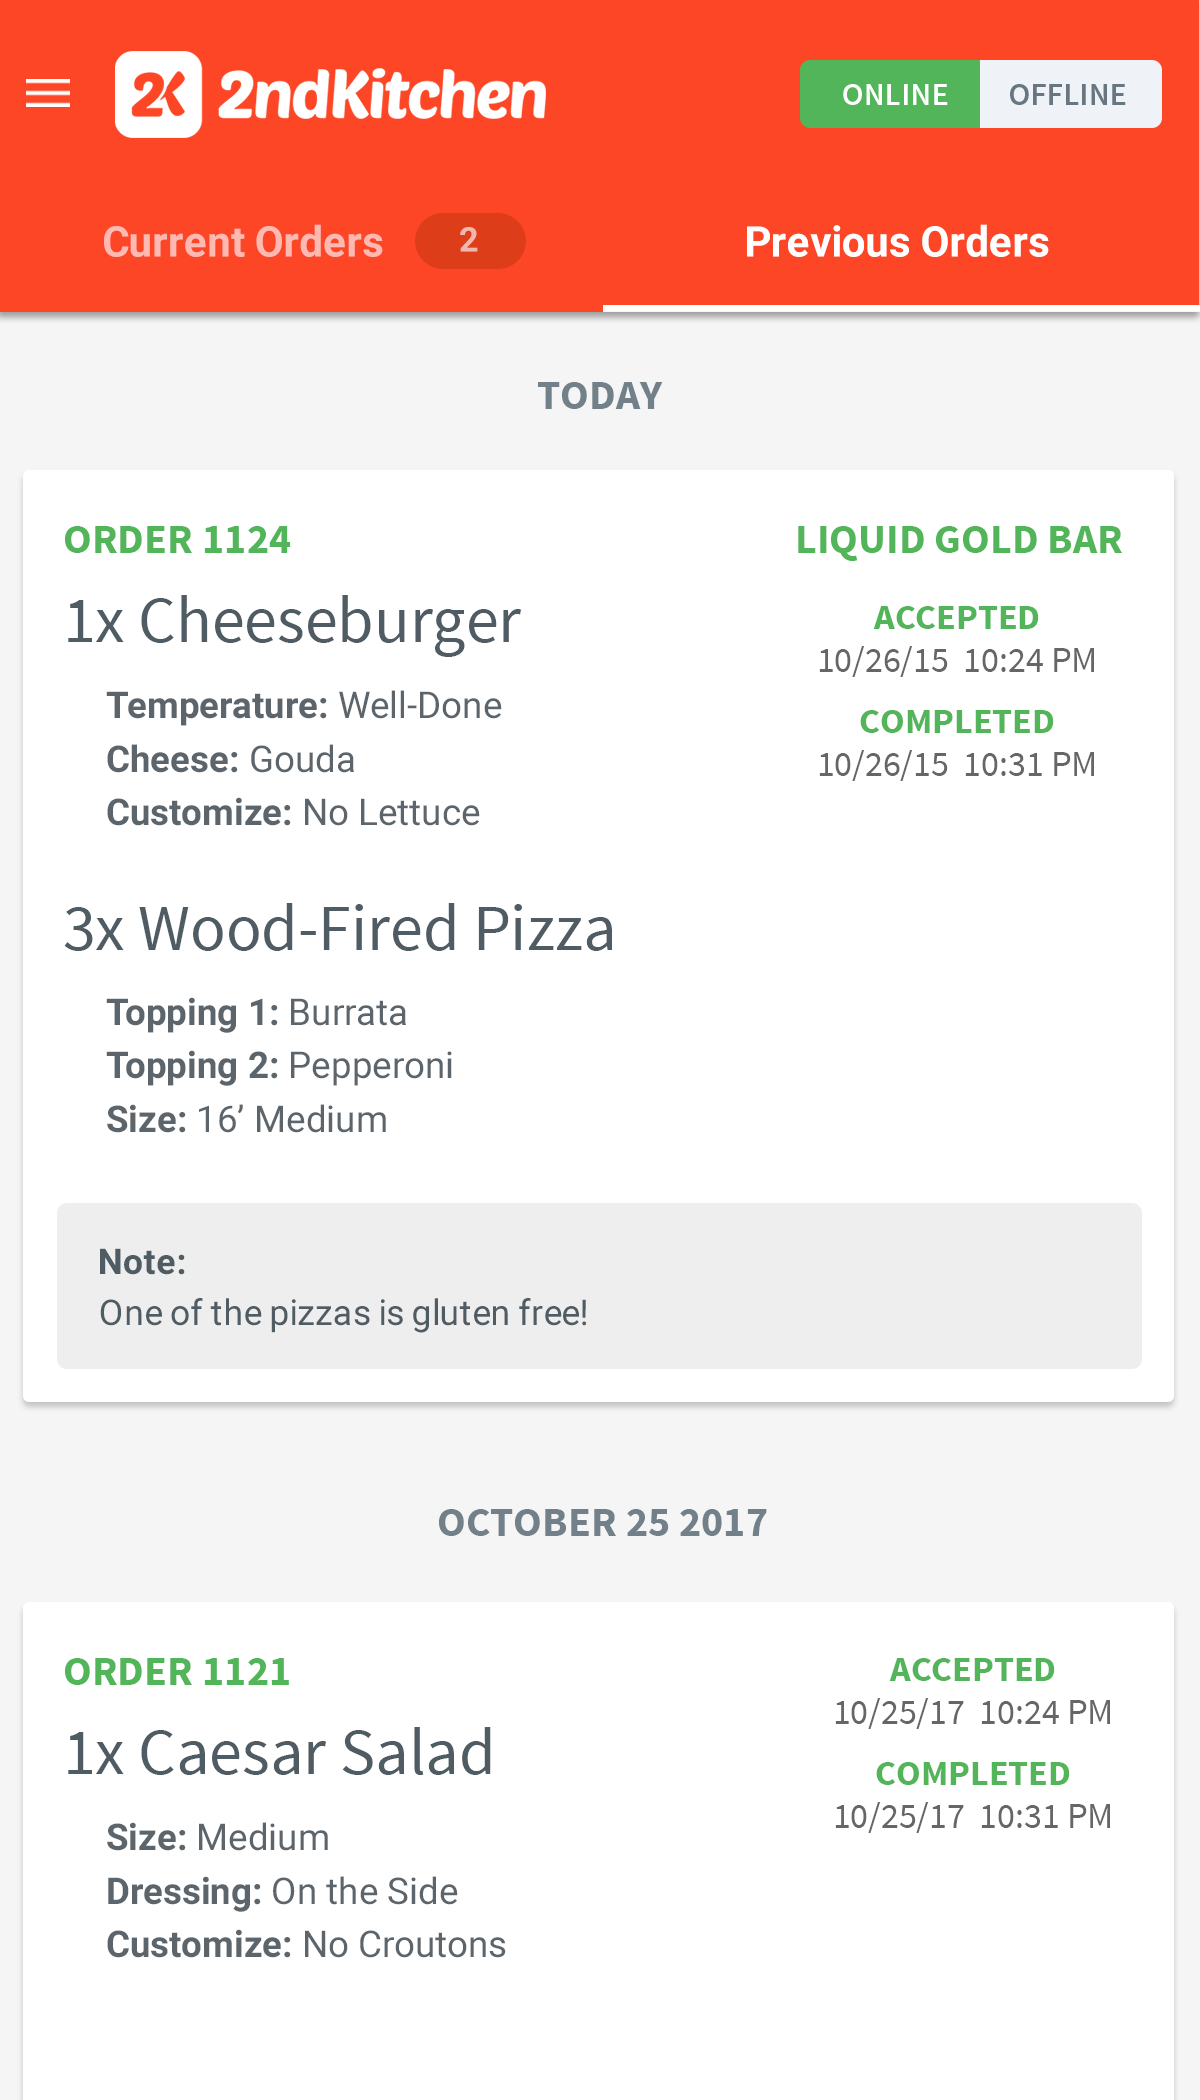 2K 2ndKitchen
ONLINE OFFLINE
Current Orders 2
Previous Orders
TODAY
ORDER 1124
LIQUID GOLD BAR
1x Cheeseburger
ACCEPTED
10/26/15 10:24 PM
Temperature: Well-Done
COMPLETED
10/26/15 10:31 PM
Cheese: Gouda
Customize: No Lettuce
3x Wood-Fired Pizza
Topping 1: Burrata
Topping 2: Pepperoni
Size: 16’ Medium
Note:
One of the pizzas is gluten free!
OCTOBER 25 2017
ORDER 1121
ACCEPTED
10/25/17 10:24 PM
1x Caesar Salad
COMPLETED
10/25/17 10:31 PM
Size: Medium
Dressing: On the Side
Customize: No Croutons